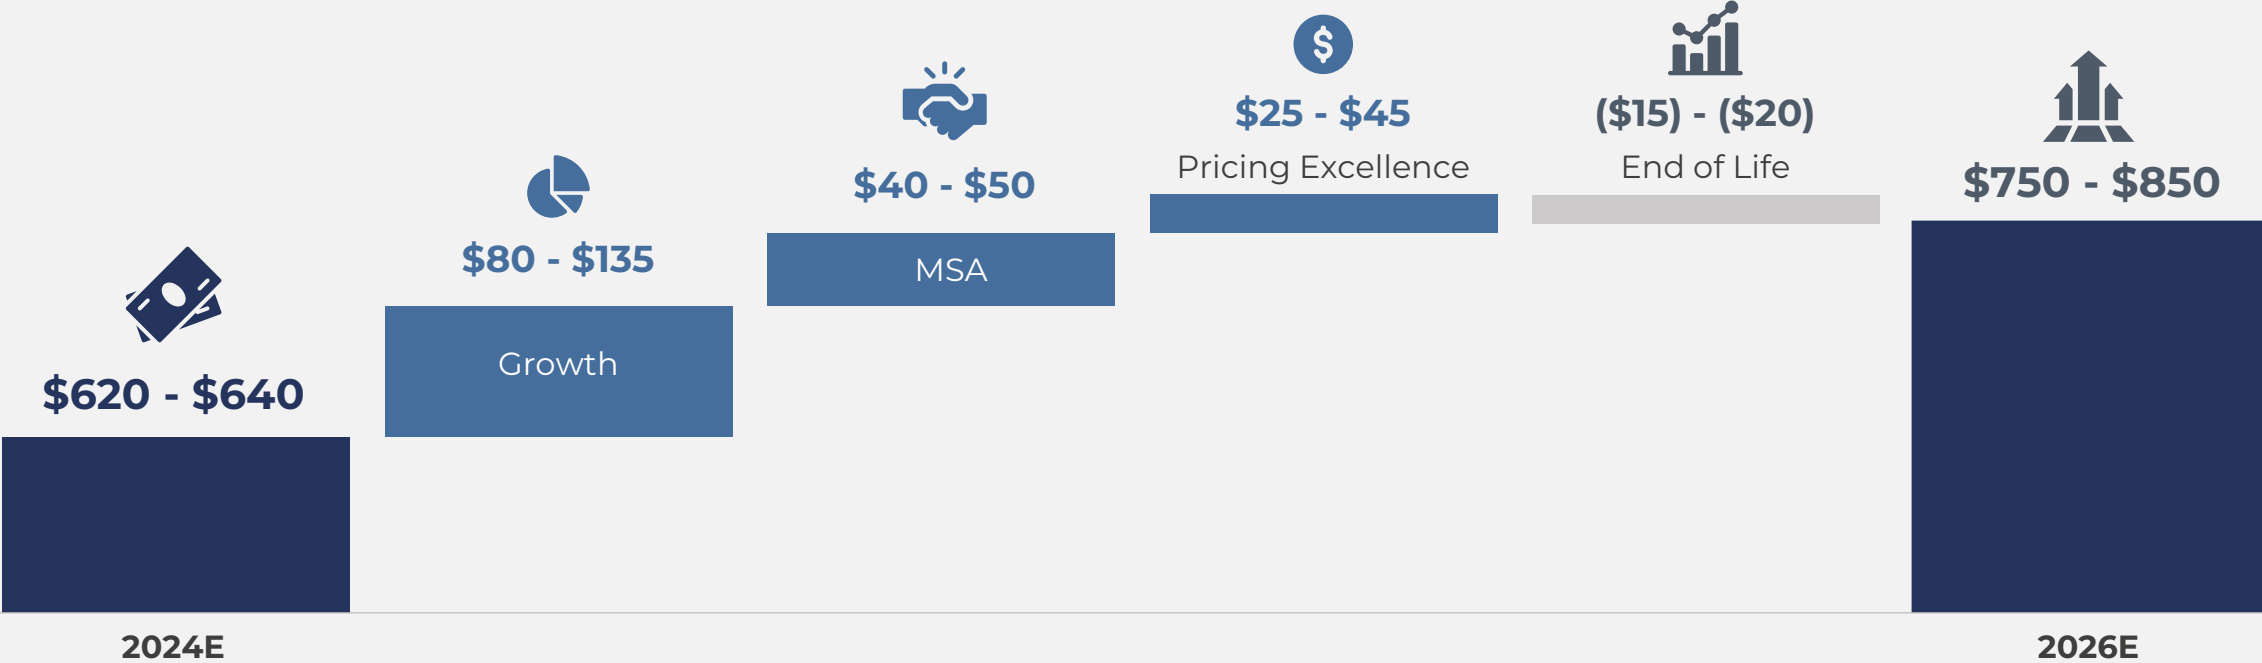 $620 - $640
2024E
$80 - $135
Growth
$40 - $50
MSA
$25 - $45
Pricing Excellence
($15) - ($20)
End of Life
$750 - $850
2026E